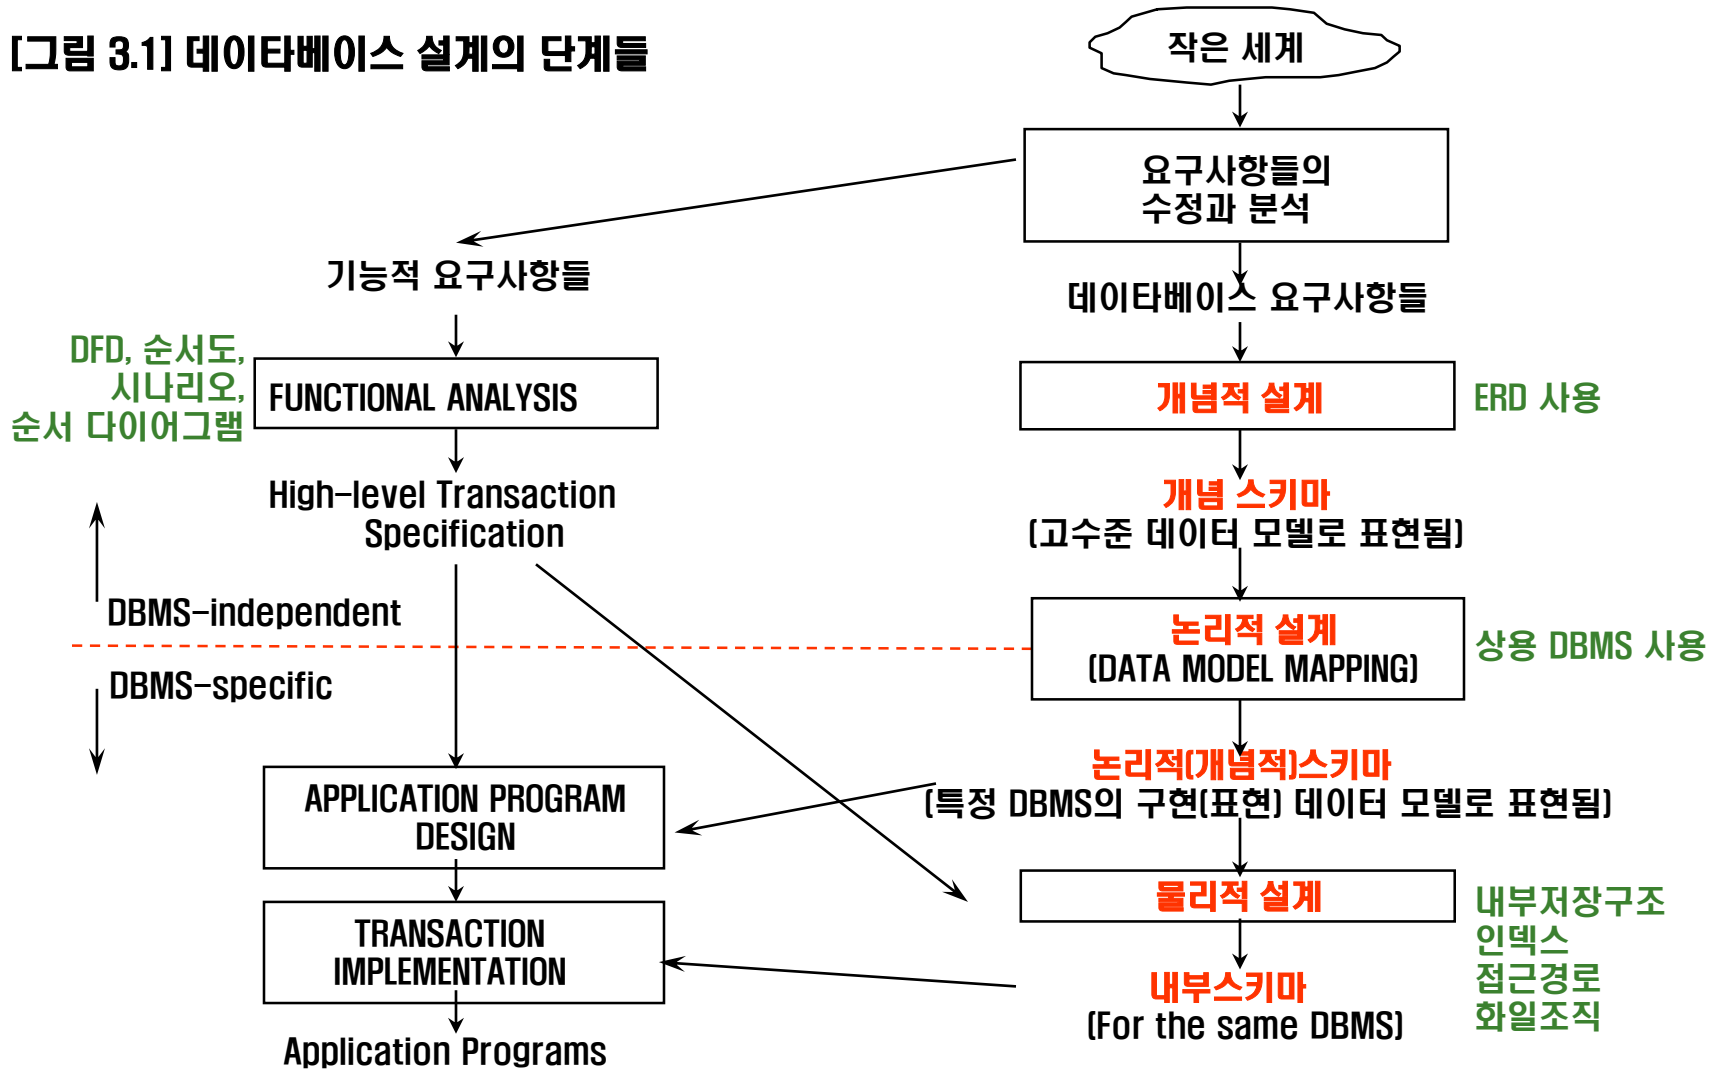 [그림 3.1] 데이타베이스 설계의 단계들
작은 세계
요구사항들의
수정과 분석
기능적 요구사항들
데이타베이스 요구사항들
DFD, 순서도,
시나리오,
순서 다이어그램
FUNCTIONAL ANALYSIS
개념적 설계
ERD 사용
High-level Transaction
Specification
개념 스키마
(고수준 데이터 모델로 표현됨)
DBMS-independent
DBMS-specific
논리적 설계
(DATA MODEL MAPPING)
상용 DBMS 사용
논리적(개념적)스키마
(특정 DBMS의 구현(표현) 데이터 모델로 표현됨)
APPLICATION PROGRAM
DESIGN
물리적 설계
내부저장구조
인덱스
접근경로
화일조직
TRANSACTION
IMPLEMENTATION
내부스키마
(For the same DBMS)
Application Programs